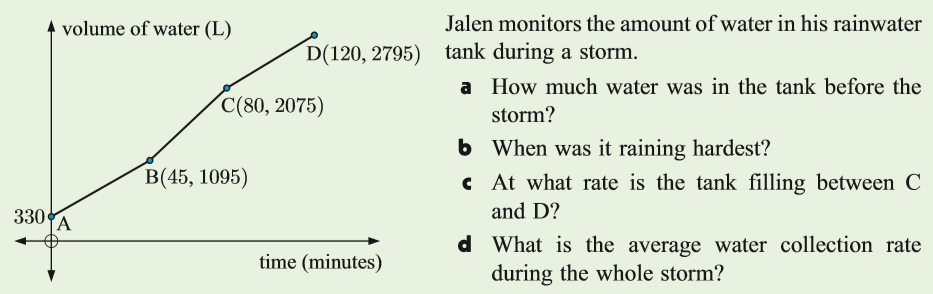 volume of water (L)
D(120, 2795)
C(80, 2075)
B(45, 1095)
330
A
time (minutes)
Jalen monitors the amount of water in his rainwater
tank during a storm.
a How much water was in the tank before the
storm?
b When was it raining hardest?
c At what rate is the tank filling between C
and D?
d What is the average water collection rate
during the whole storm?